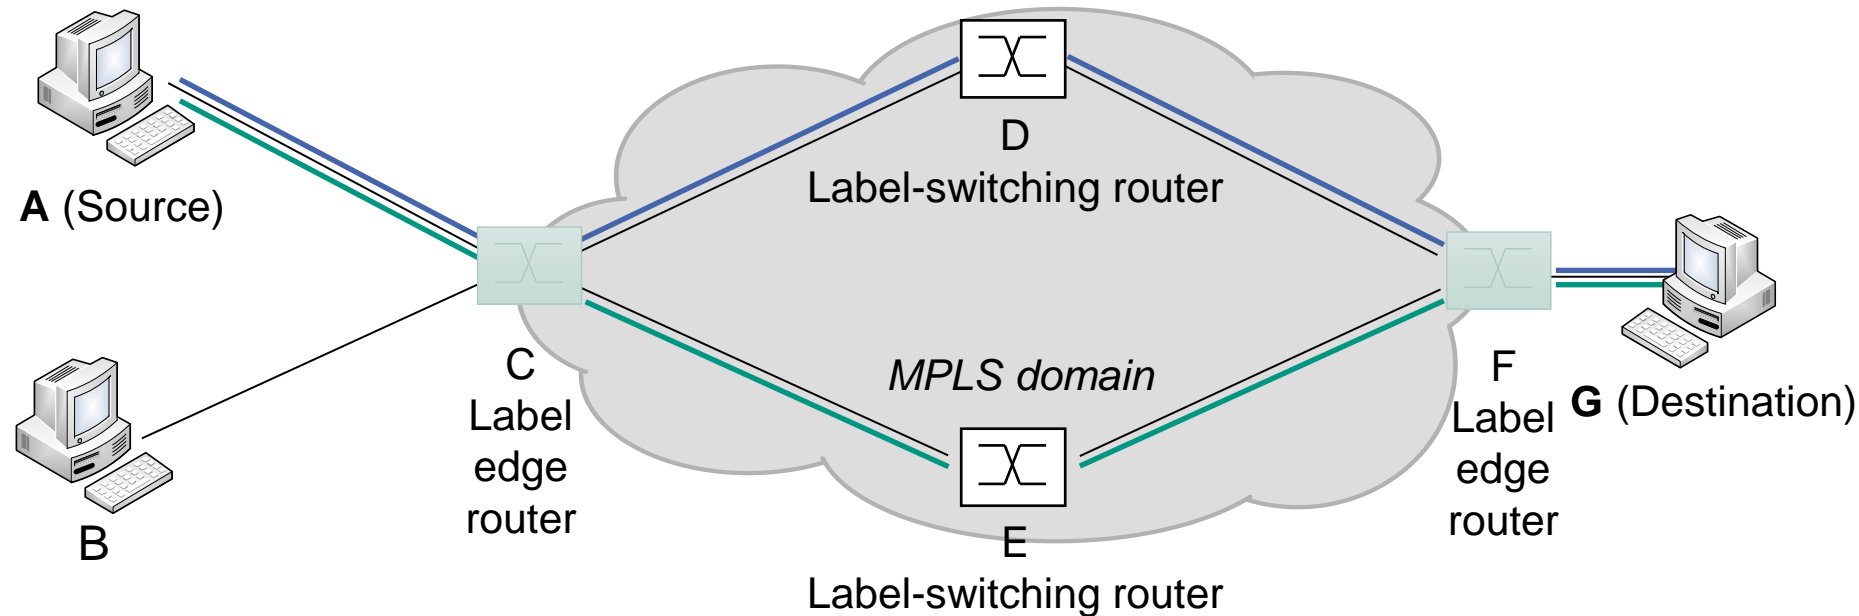 D
Label-switching router
A (Source)
MPLS domain
C
Label
edge
router
F
Label
edge
router
G (Destination)
B
E
Label-switching router